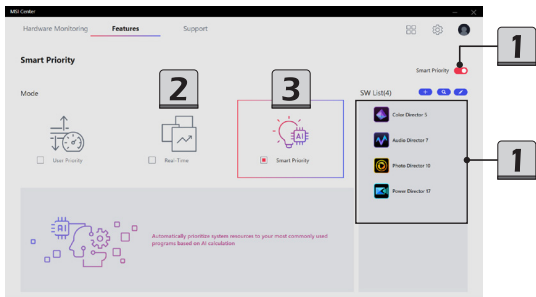 MSI Center
Hardware Monitoring Features Support
Smart Priority
Smart Priority
1
Mode
2
3
SW List(4)
AI
User Priority
Real-Time
Smart Priority
Color Director 5
Audio Director 7
Photo Director 10
Power Director 17
1
AI
Automatically prioritize system resources to your most commonly used
programs based on AI calculation